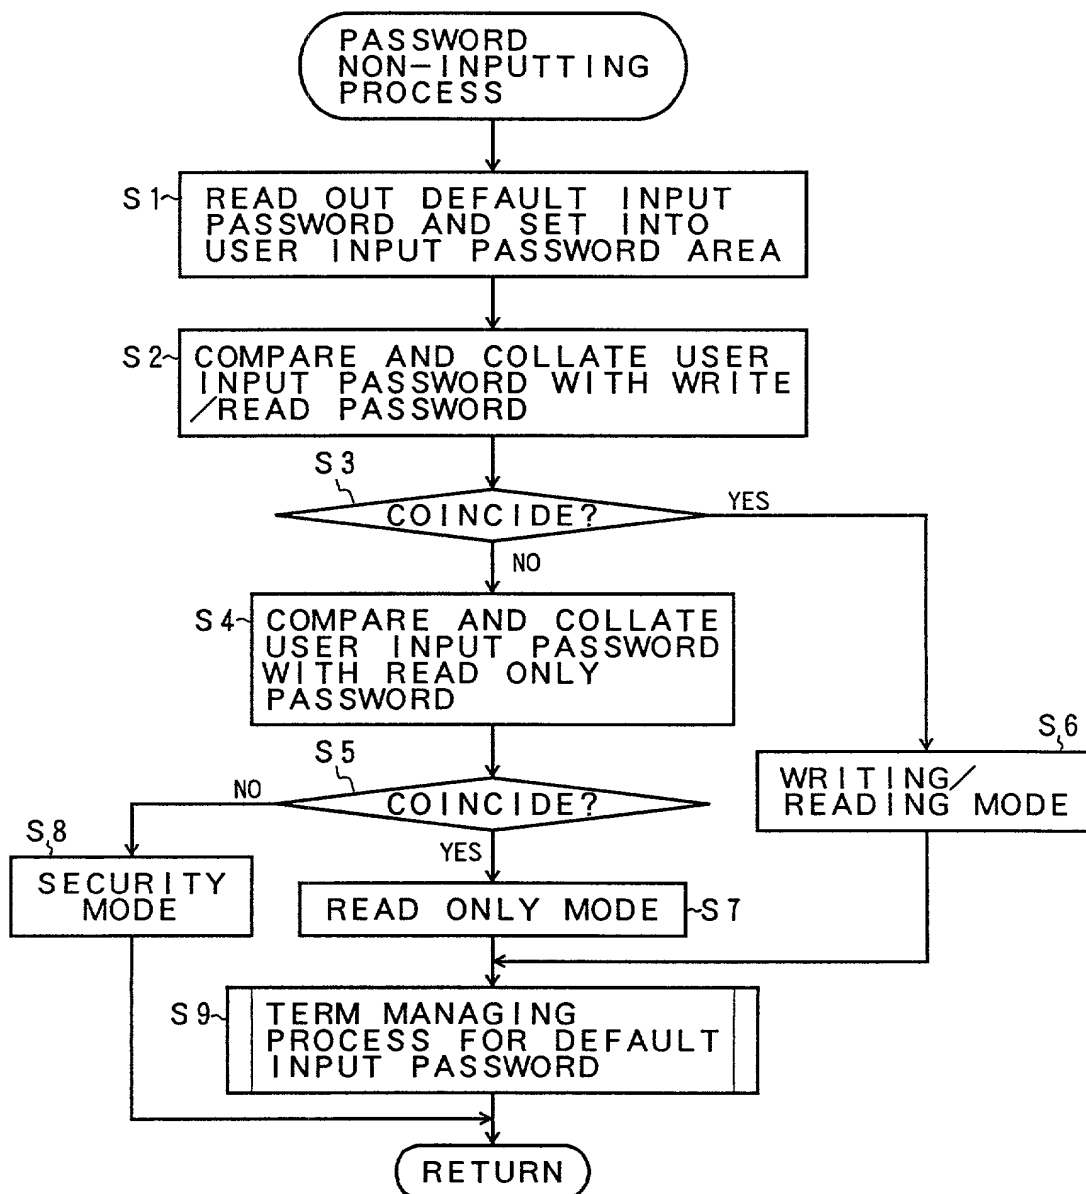 PASSWORD
NON-INPUTTING
PROCESS
S1
READ OUT DEFAULT INPUT
PASSWORD AND SET INTO
USER INPUT PASSWORD AREA
S2
COMPARE AND COLLATE USER
INPUT PASSWORD WITH WRITE
/READ PASSWORD
S3
COINCIDE?
YES
NO
S4
COMPARE AND COLLATE
USER INPUT PASSWORD
WITH READ ONLY
PASSWORD
S5
COINCIDE?
NO
YES
S6
WRITING/
READING MODE
S8
SECURITY
MODE
READ ONLY MODE
S7
S9
TERM MANAGING
PROCESS FOR DEFAULT
INPUT PASSWORD
RETURN